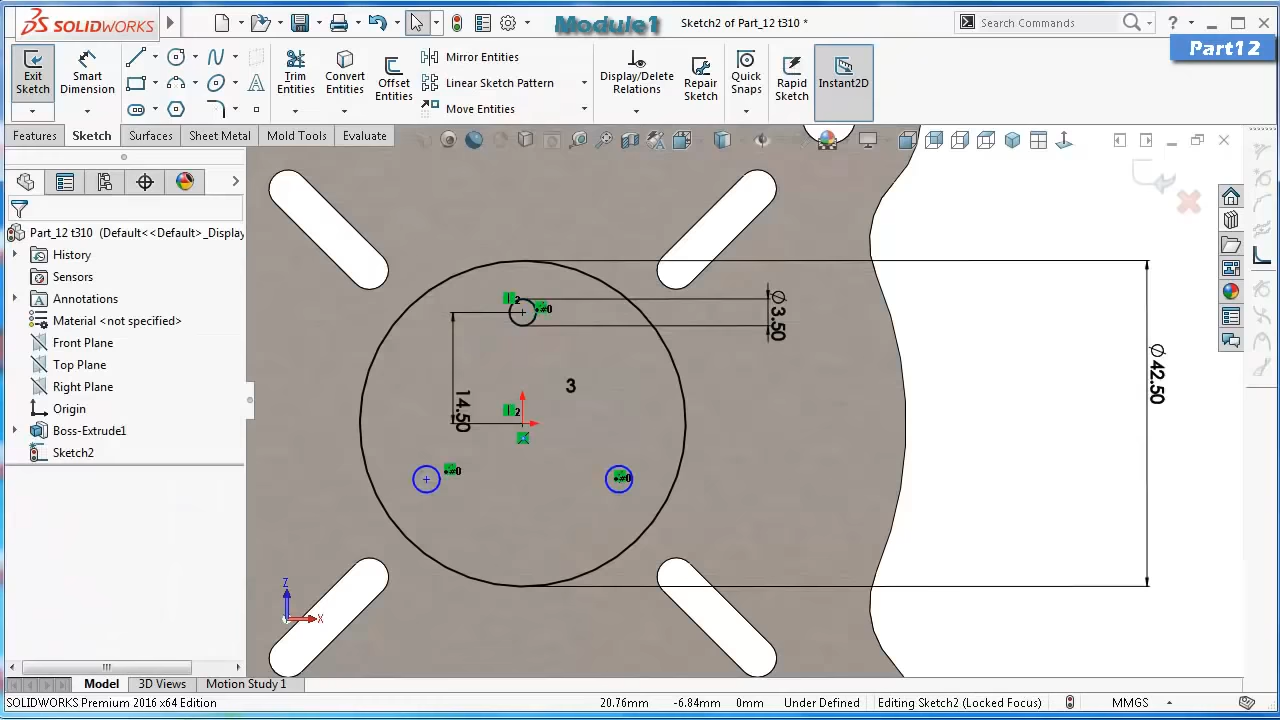 SOLIDWORKS
Module1
Sketch2 of Part_12 t310 *
Search Commands
?
Part12
Exit Sketch
Smart Dimension
Trim Entities
Convert Entities
Offset Entities
Mirror Entities
Linear Sketch Pattern
Move Entities
Display/Delete Relations
Repair Sketch
Quick Snaps
Rapid Sketch
Instant2D
Features
Sketch
Surfaces
Sheet Metal
Mold Tools
Evaluate
Part_12 t310 (Default<<Default>_Display
History
Sensors
Annotations
Material <not specified>
Front Plane
Top Plane
Right Plane
Origin
Boss-Extrude1
Sketch2
2
#0
Ø3.50
Ø42.50
3
14.50
2
#0
#0
Z
X
Model
3D Views
Motion Study 1
SOLIDWORKS Premium 2016 x64 Edition
20.76mm
-6.84mm
0mm
Under Defined
Editing Sketch2 (Locked Focus)
MMGS